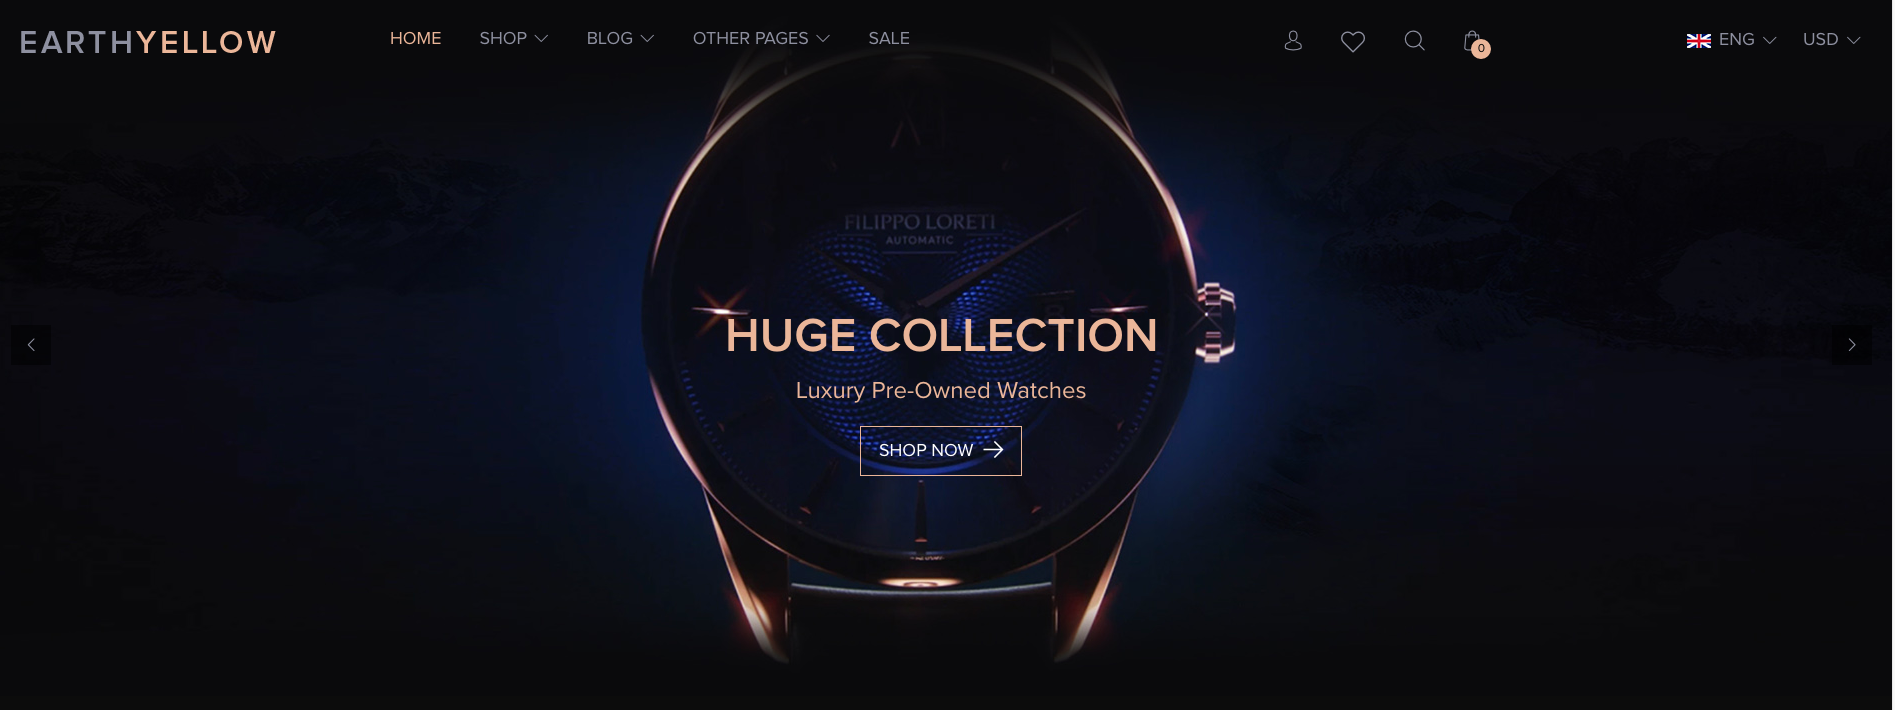 EARTHYELLOW
HOME SHOP BLOG OTHER PAGES SALE
0
ENG USD
FILIPPO LORETI
AUTOMATIC
HUGE COLLECTION
Luxury Pre-Owned Watches
SHOP NOW